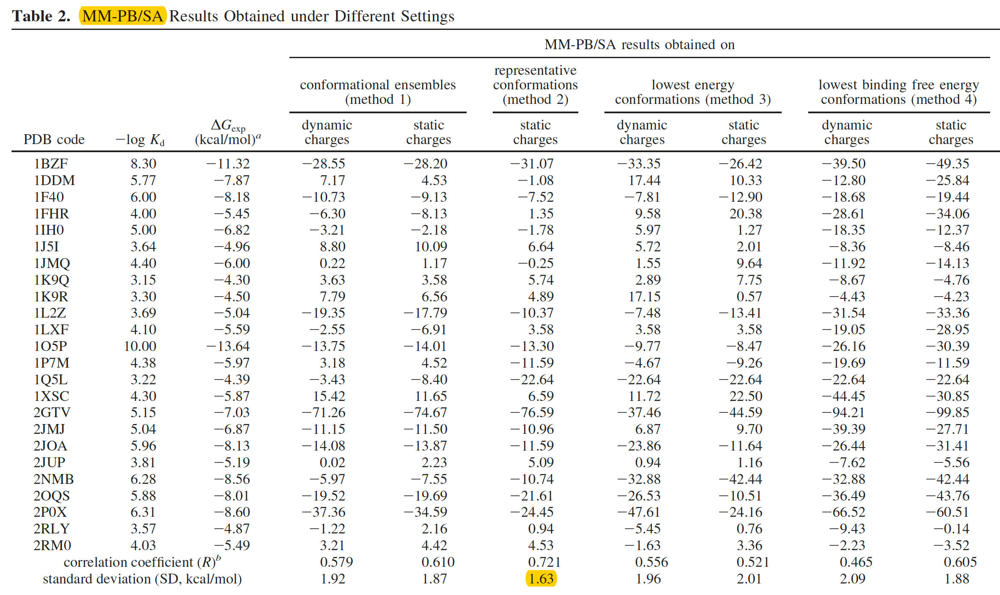 Table 2. MM-PB/SA Results Obtained under Different Settings
MM-PB/SA results obtained on
conformational ensembles (method 1)
representative conformations (method 2)
lowest energy conformations (method 3)
lowest binding free energy conformations (method 4)
PDB code −log Kd ΔGexp (kcal/mol)a dynamic charges static charges static charges dynamic charges static charges dynamic charges static charges
1BZF 8.30 −11.32 −28.55 −28.20 −31.07 −33.35 −26.42 −39.50 −49.35
1DDM 5.77 −7.87 7.17 4.53 −1.08 17.44 10.33 −12.80 −25.84
1F40 6.00 −8.18 −10.73 −9.13 −7.52 −7.81 −12.90 −18.68 −19.44
1FHR 4.00 −5.45 −6.30 −8.13 1.35 9.58 20.38 −28.61 −34.06
1IH0 5.00 −6.82 −3.21 −2.18 −1.78 5.97 1.27 −18.35 −12.37
1J5I 3.64 −4.96 8.80 10.09 6.64 5.72 2.01 −8.36 −8.46
1JMQ 4.40 −6.00 0.22 1.17 −0.25 1.55 9.64 −11.92 −14.13
1K9Q 3.15 −4.30 3.63 3.58 5.74 2.89 7.75 −8.67 −4.76
1K9R 3.30 −4.50 7.79 6.56 4.89 17.15 0.57 −4.43 −4.23
1L2Z 3.69 −5.04 −19.35 −17.79 −10.37 −7.48 −13.41 −31.54 −33.36
1LXF 4.10 −5.59 −2.55 −6.91 3.58 3.58 3.58 −19.05 −28.95
1O5P 10.00 −13.64 −13.75 −14.01 −13.30 −9.77 −8.47 −26.16 −30.39
1P7M 4.38 −5.97 3.18 4.52 −11.59 −4.67 −9.26 −19.69 −11.59
1Q5L 3.22 −4.39 −3.43 −8.40 −22.64 −22.64 −22.64 −22.64 −22.64
1XSC 4.30 −5.87 15.42 11.65 6.59 11.72 22.50 −44.45 −30.85
2GTV 5.15 −7.03 −71.26 −74.67 −76.59 −37.46 −44.59 −94.21 −99.85
2JMJ 5.04 −6.87 −11.15 −11.50 −10.96 6.87 9.70 −39.39 −27.71
2JOA 5.96 −8.13 −14.08 −13.87 −11.59 −23.86 −11.64 −26.44 −31.41
2JUP 3.81 −5.19 0.02 2.23 5.09 0.94 1.16 −7.62 −5.56
2NMB 6.28 −8.56 −5.97 −7.55 −10.74 −32.88 −42.44 −32.88 −42.44
2OQS 5.88 −8.01 −19.52 −19.69 −21.61 −26.53 −10.51 −36.49 −43.76
2P0X 6.31 −8.60 −37.36 −34.59 −24.45 −47.61 −24.16 −66.52 −60.51
2RLY 3.57 −4.87 −1.22 2.16 0.94 −5.45 0.76 −9.43 −0.14
2RM0 4.03 −5.49 3.21 4.42 4.53 −1.63 3.36 −2.23 −3.52
correlation coefficient (R)b 0.579 0.610 0.721 0.556 0.521 0.465 0.605
standard deviation (SD, kcal/mol) 1.92 1.87 1.63 1.96 2.01 2.09 1.88